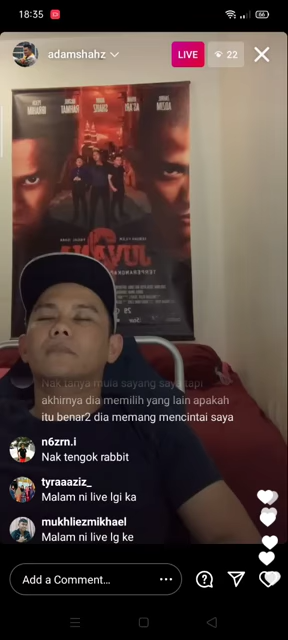 18:35
66
adamshahz
LIVE
22
Nak tanya mula sayang saya tapi
akhirnya dia memilih yang lain apakah
itu benar2 dia memang mencintai saya
n6zrn.i
Nak tengok rabbit
tyraaaziz_
Malam ni live lgi ka
mukhliezmikhael
Malam ni live lg ke
Add a Comment...